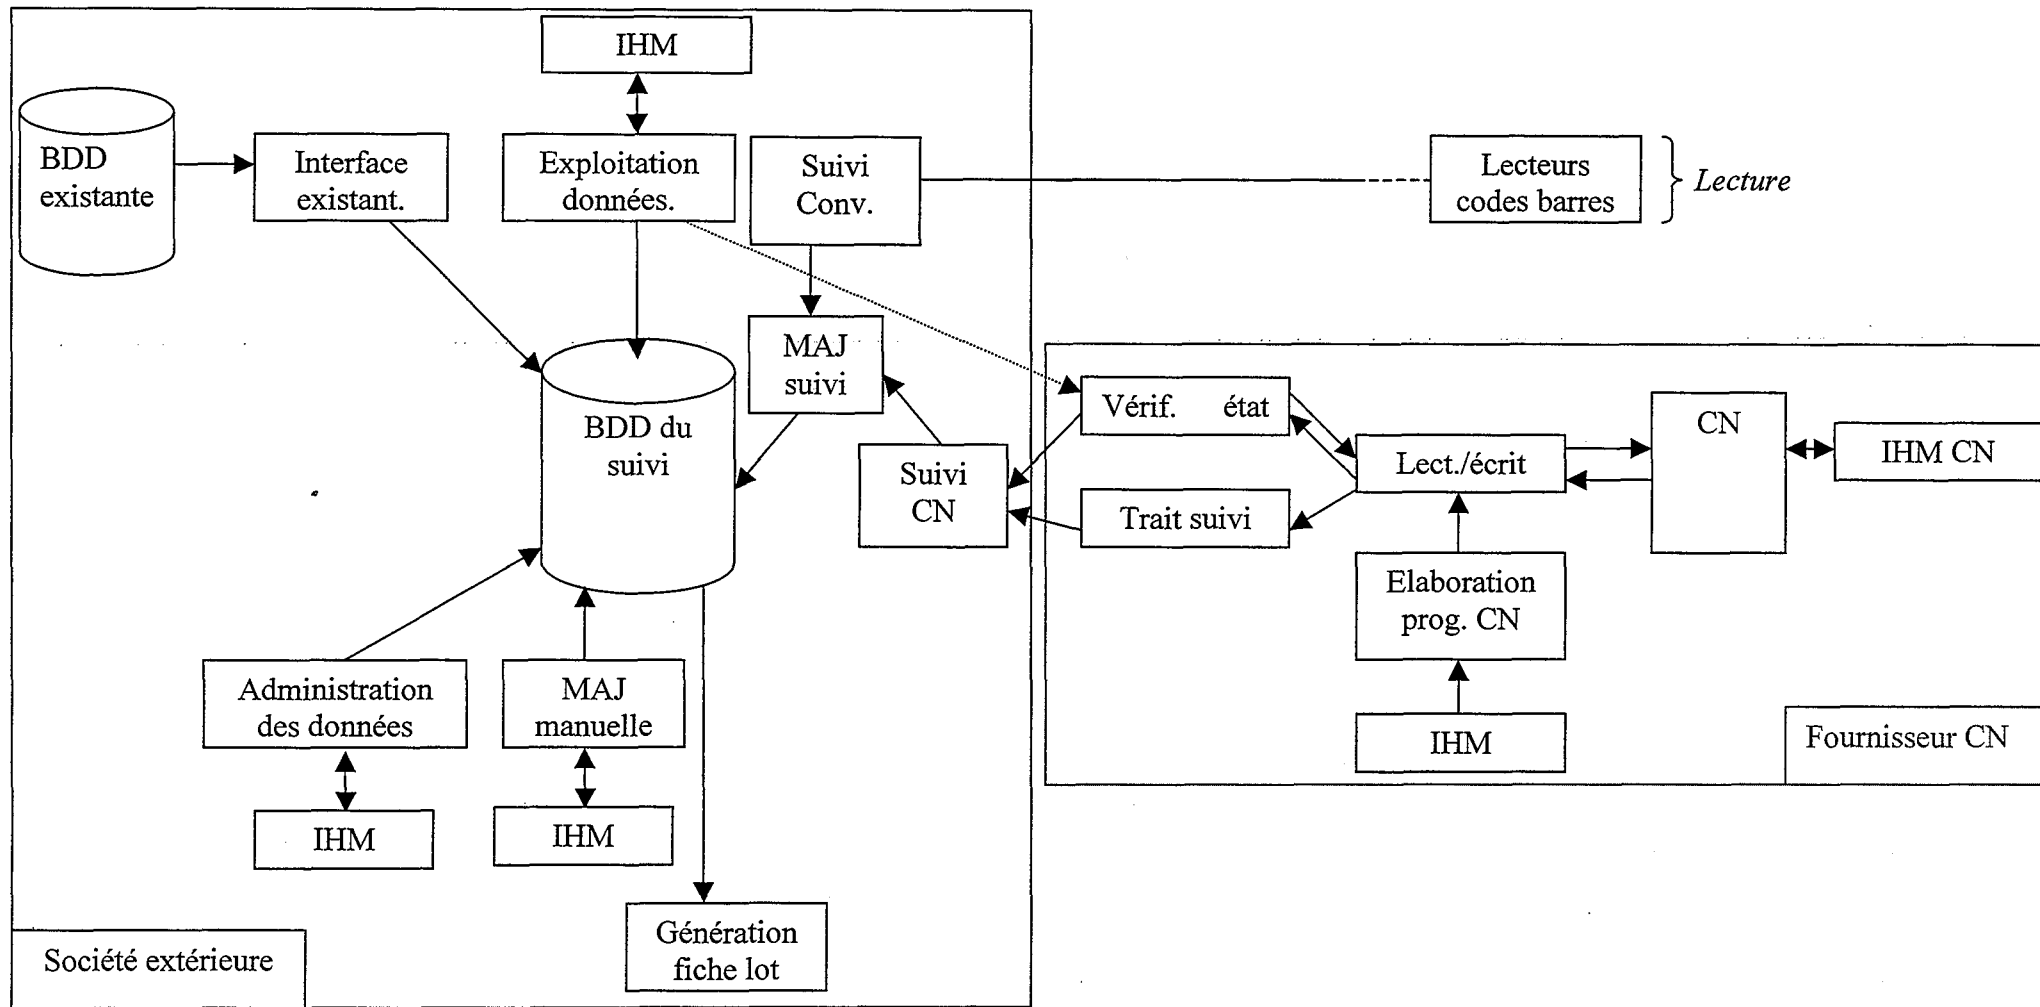 IHM
BDD
existante
Interface
existant.
Exploitation
données.
Suivi
Conv.
Lecteurs
codes barres
Lecture
MAJ
suivi
BDD du
suivi
Suivi
CN
Vérif. état
Trait suivi
Lect./écrit
CN
IHM CN
Elaboration
prog. CN
IHM
Fournisseur CN
Administration
des données
MAJ
manuelle
IHM
IHM
Génération
fiche lot
Société extérieure